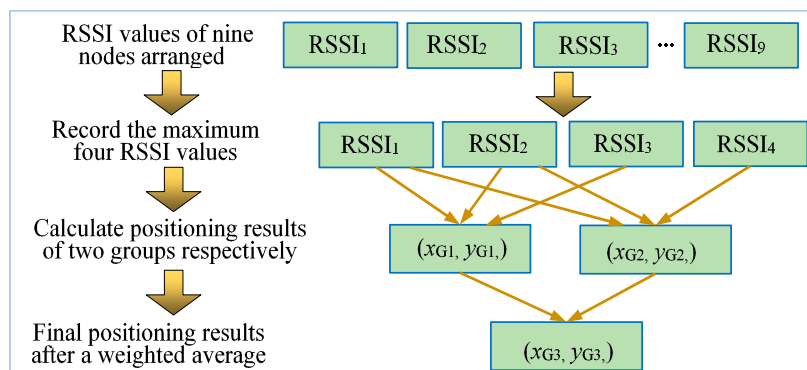 RSSI values of nine
nodes arranged
RSSI₁ RSSI₂ RSSI₃ ... RSSI₉
Record the maximum
four RSSI values
RSSI₁ RSSI₂ RSSI₃ RSSI₄
Calculate positioning results
of two groups respectively
(xG1, yG1,) (xG2, yG2,)
Final positioning results
after a weighted average
(xG3, yG3,)